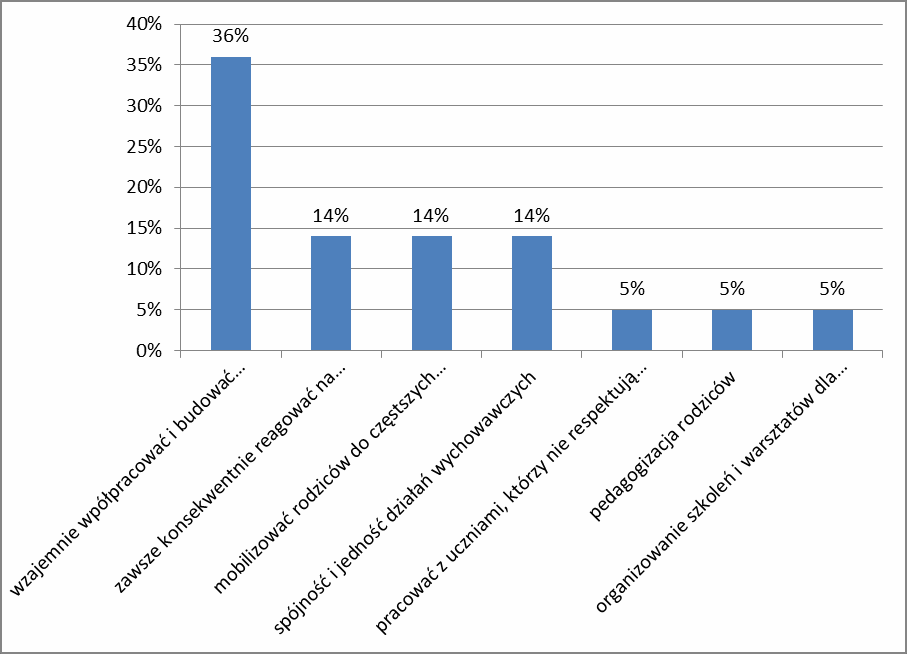 40%
35%
30%
25%
20%
15%
10%
5%
0%
36%
14%
14%
14%
5%
5%
5%
wzajemnie wpółpracować i budować…
zawsze konsekwentnie reagować na…
mobilizować rodziców do częstszych…
spójność i jedność działań wychowawczych
pracować z uczniami, którzy nie respektują…
pedagogizacja rodziców
organizowanie szkoleń i warsztatów dla…